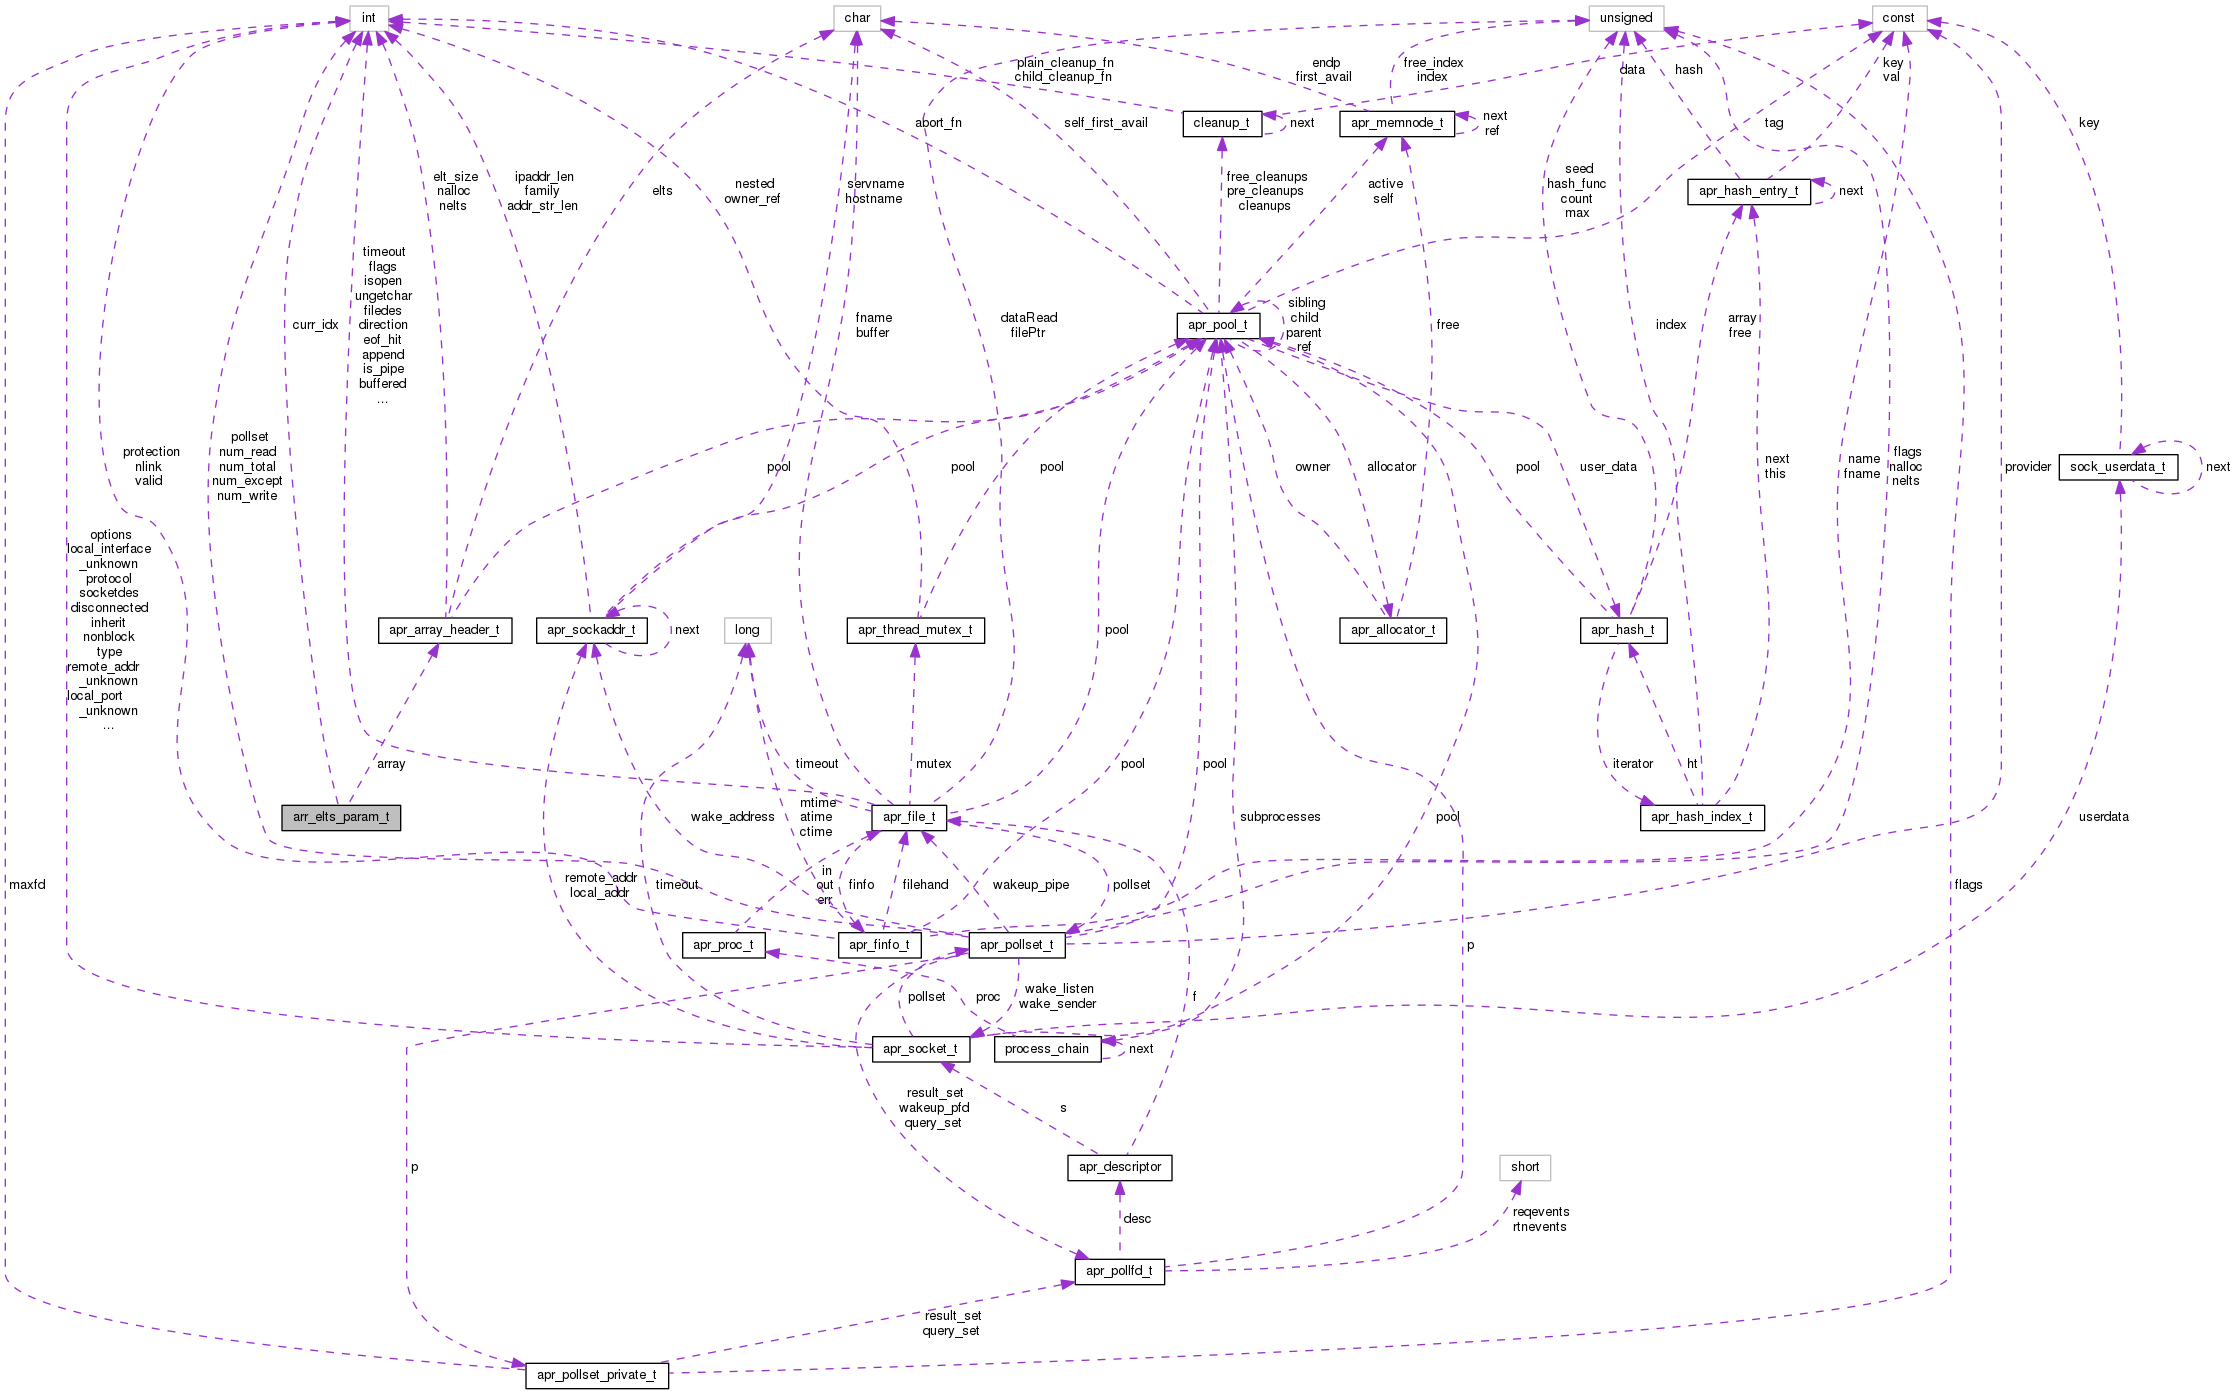 int
char
unsigned
const
plain_cleanup_fn
child_cleanup_fn
endp
first_avail
free_index
index
data
hash
key
val
cleanup_t
next
apr_memnode_t
next
ref
abort_fn
self_first_avail
tag
key
elt_size
nalloc
nelts
ipaddr_len
family
addr_str_len
elts
nested
owner_ref
servname
hostname
free_cleanups
pre_cleanups
cleanups
active
self
seed
hash_func
count
max
apr_hash_entry_t
next
timeout
flags
isopen
ungetchar
filedes
direction
eof_hit
append
is_pipe
buffered
...
curr_idx
fname
buffer
dataRead
filePtr
apr_pool_t
sibling
child
parent
ref
free
index
array
free
protection
nlink
valid
pollset
num_read
num_total
num_except
num_write
pool
pool
pool
owner
allocator
pool
user_data
next
this
name
fname
flags
nalloc
nelts
provider
sock_userdata_t
next
options
local_interface
_unknown
protocol
socketdes
disconnected
inherit
nonblock
type
remote_addr
_unknown
local_port
_unknown
...
apr_array_header_t
apr_sockaddr_t
next
long
apr_thread_mutex_t
pool
apr_allocator_t
apr_hash_t
array
timeout
mutex
pool
pool
iterator
ht
arr_elts_param_t
wake_address
mtime
atime
ctime
apr_file_t
subprocesses
pool
apr_hash_index_t
userdata
maxfd
remote_addr
local_addr
timeout
in
out
err
finfo
filehand
wakeup_pipe
pollset
flags
apr_proc_t
apr_finfo_t
apr_pollset_t
p
pollset
proc
wake_listen
wake_sender
f
apr_socket_t
process_chain
next
result_set
wakeup_pfd
query_set
s
p
apr_descriptor
short
desc
reqevents
rtnevents
apr_pollfd_t
result_set
query_set
apr_pollset_private_t